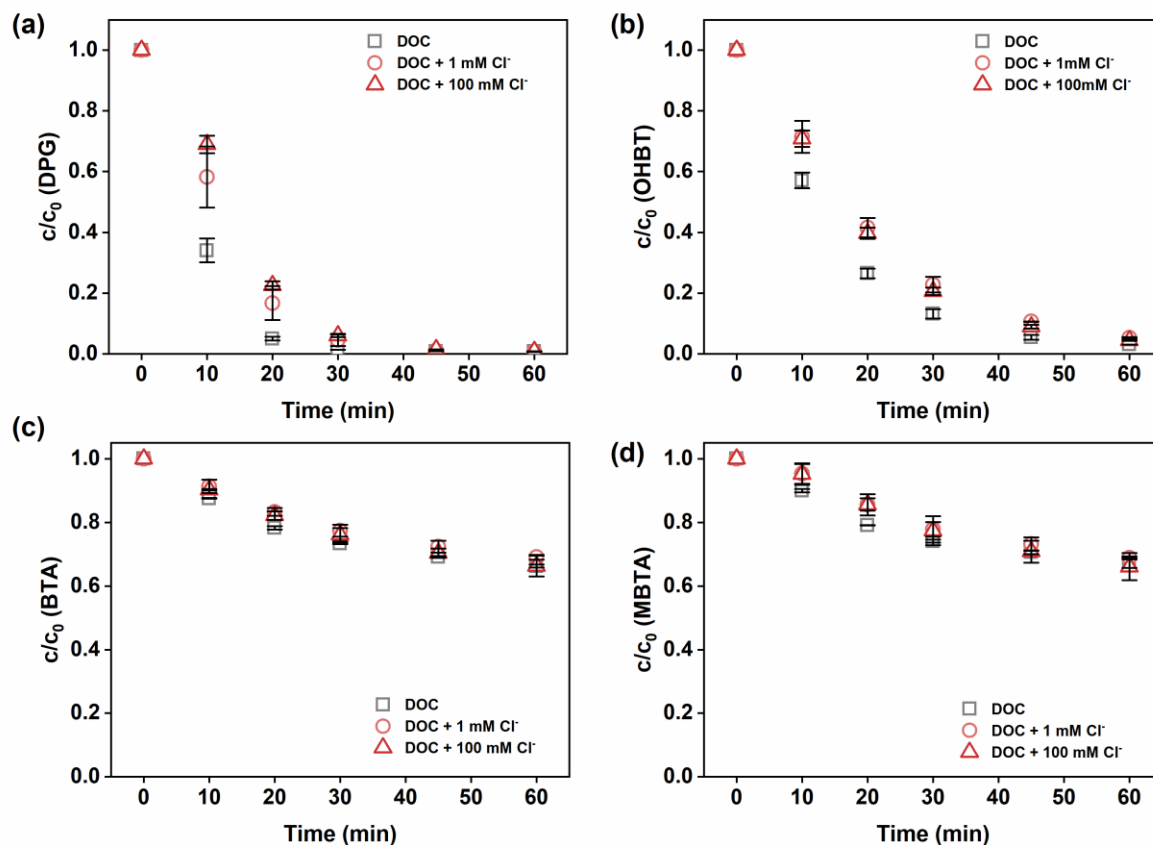 (a)
DOC
DOC + 1 mM Cl⁻
DOC + 100 mM Cl⁻
c/c₀ (DPG)
1.0
0.8
0.6
0.4
0.2
0.0
0 10 20 30 40 50 60
Time (min)
(b)
DOC
DOC + 1mM Cl⁻
DOC + 100mM Cl⁻
c/c₀ (OHBT)
1.0
0.8
0.6
0.4
0.2
0.0
0 10 20 30 40 50 60
Time (min)
(c)
c/c₀ (BTA)
1.0
0.8
0.6
0.4
0.2
0.0
DOC
DOC + 1 mM Cl⁻
DOC + 100 mM Cl⁻
0 10 20 30 40 50 60
Time (min)
(d)
c/c₀ (MBTA)
1.0
0.8
0.6
0.4
0.2
0.0
DOC
DOC + 1 mM Cl⁻
DOC + 100 mM Cl⁻
0 10 20 30 40 50 60
Time (min)